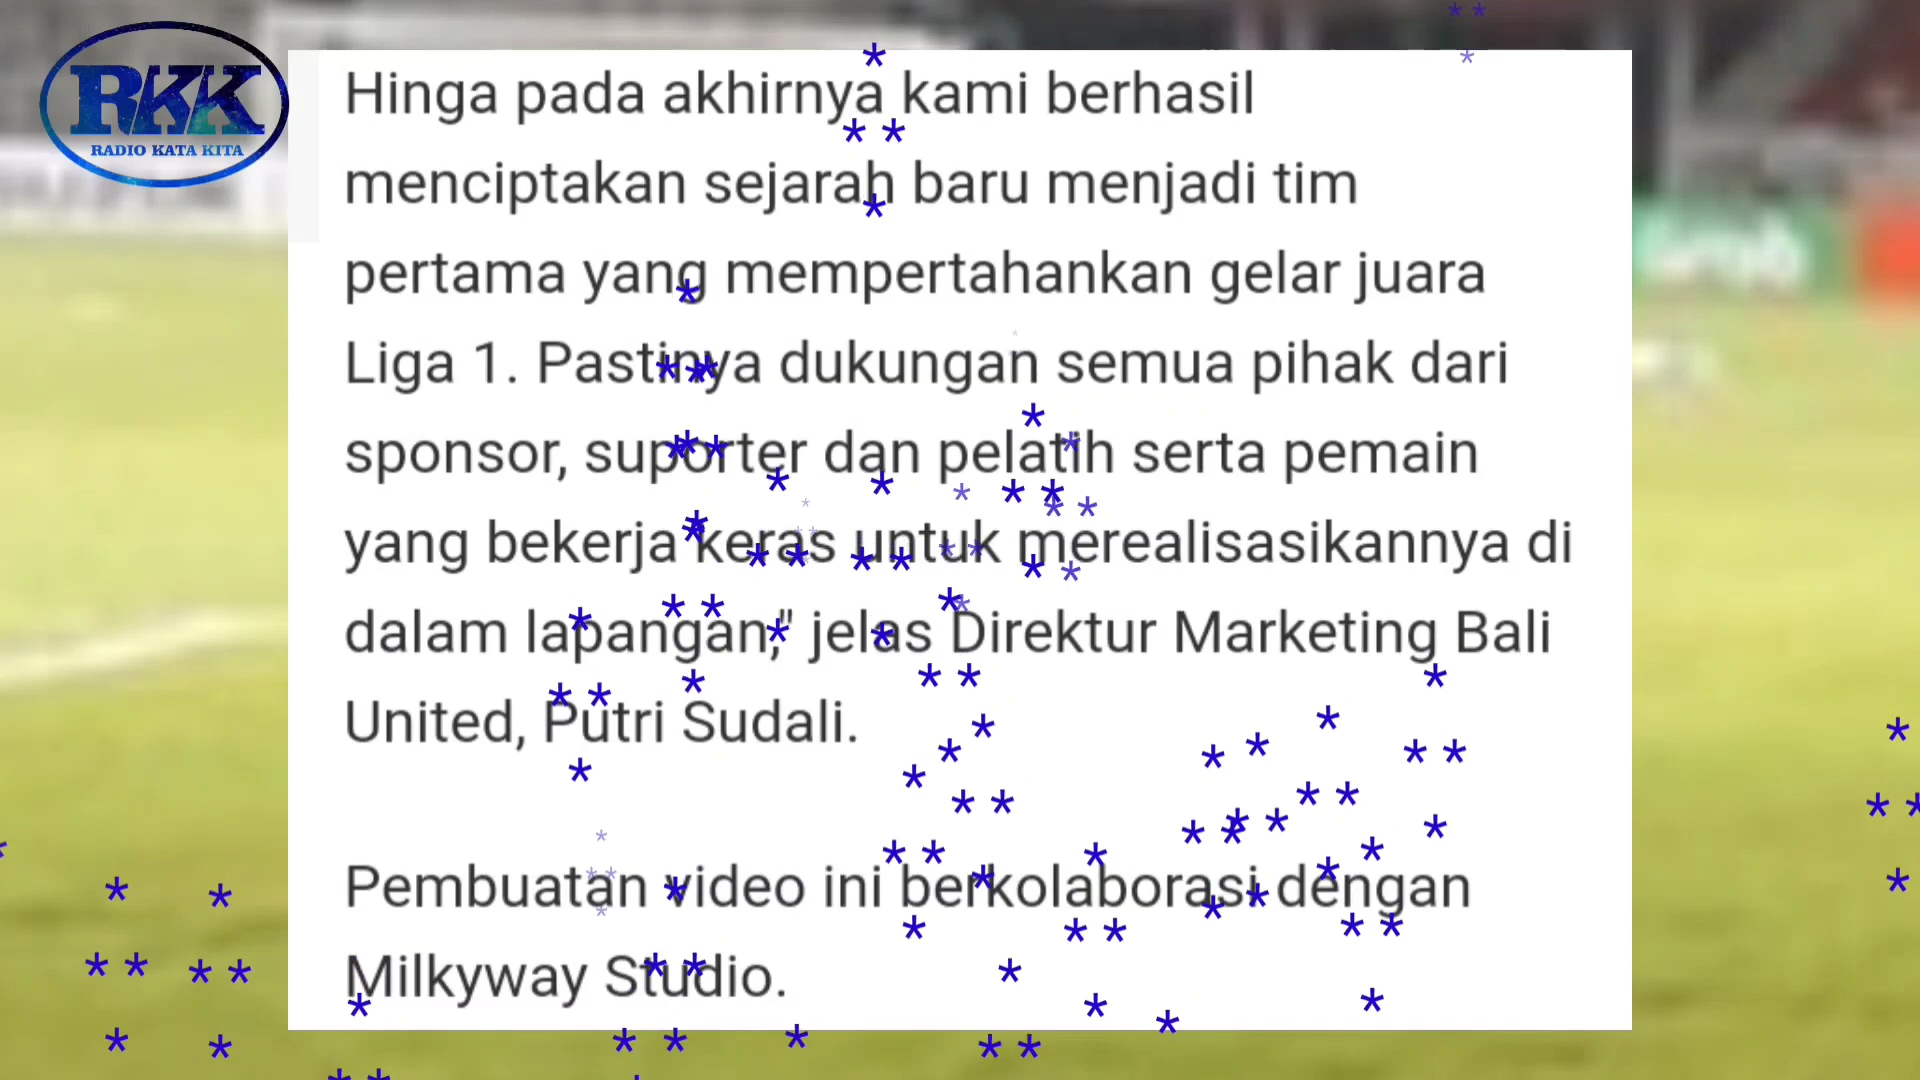 RKK
RADIO KATA KITA
Hinga pada akhirnya kami berhasil
menciptakan sejarah baru menjadi tim
pertama yang mempertahankan gelar juara
Liga 1. Pastinya dukungan semua pihak dari
sponsor, suporter dan pelatih serta pemain
yang bekerja keras untuk merealisasikannya di
dalam lapangan," jelas Direktur Marketing Bali
United, Putri Sudali.
Pembuatan video ini berkolaborasi dengan
Milkyway Studio.